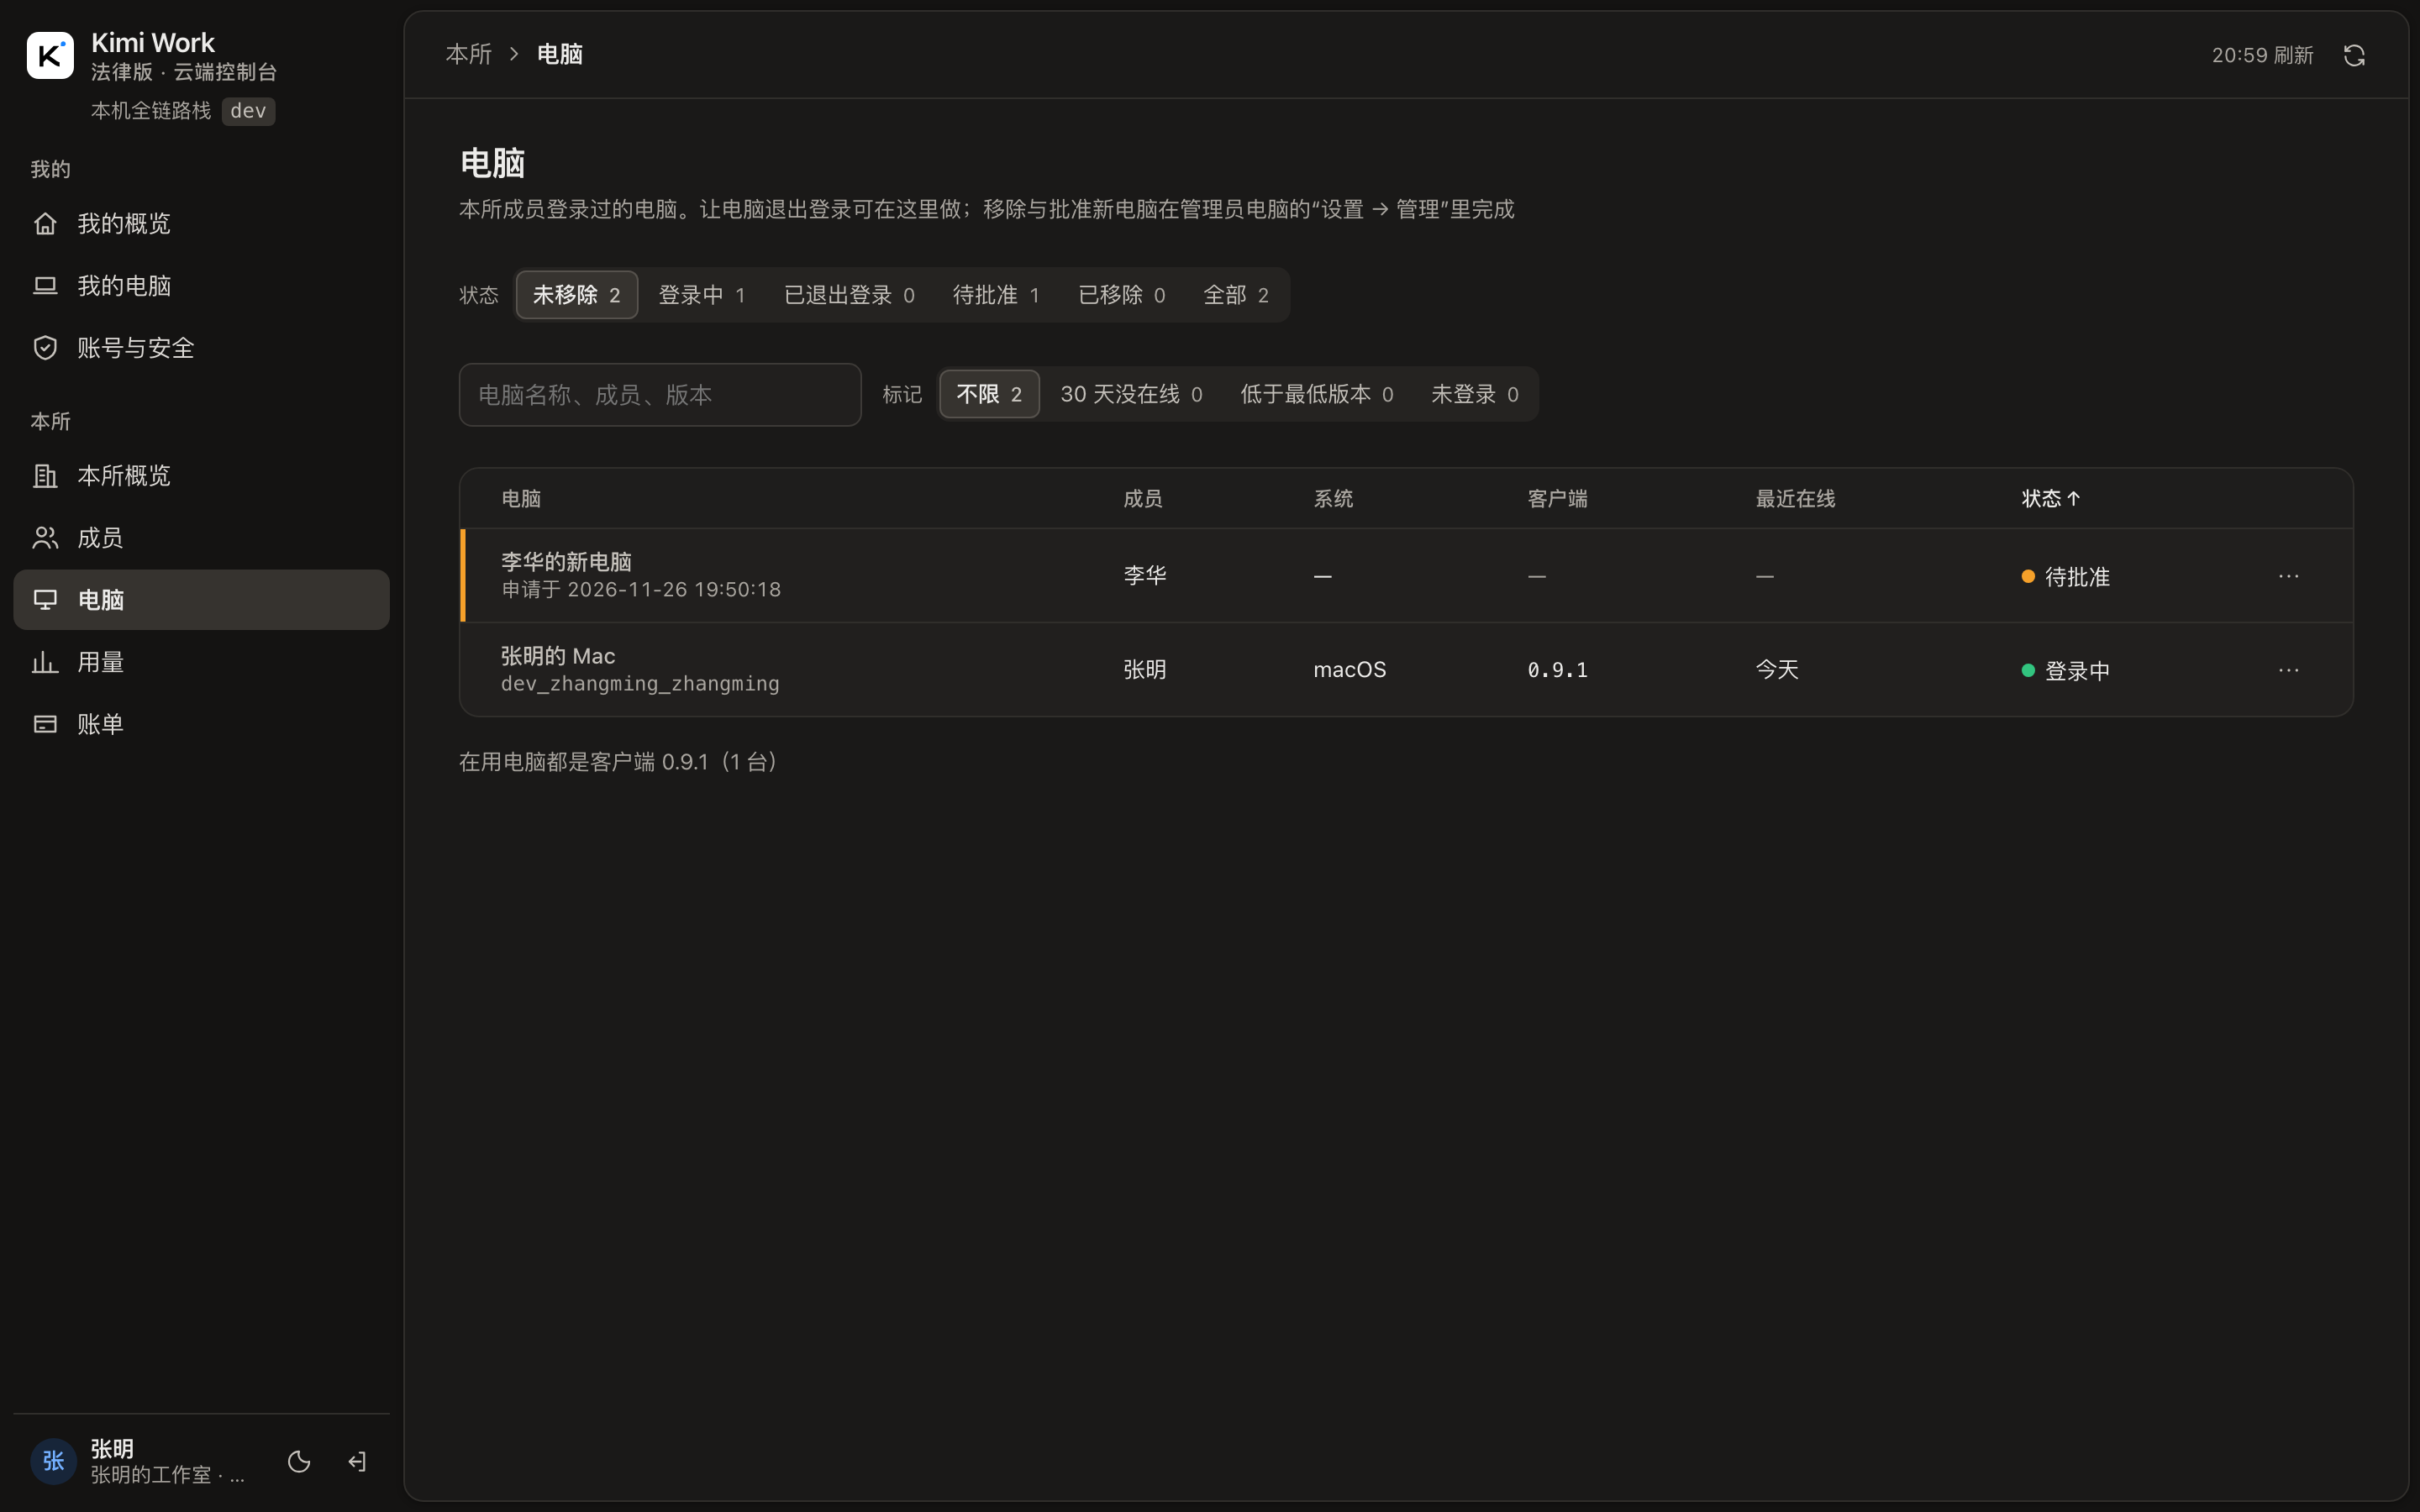 Kimi Work
法律版 · 云端控制台
本机全链路栈 dev
我的
我的概览
我的电脑
账号与安全
本所
本所概览
成员
电脑
用量
账单
张 张明
张明的工作室 · ...
本所 > 电脑
20:59 刷新
电脑
本所成员登录过的电脑。让电脑退出登录可在这里做；移除与批准新电脑在管理员电脑的“设置 → 管理”里完成
状态 未移除 2 登录中 1 已退出登录 0 待批准 1 已移除 0 全部 2
电脑名称、成员、版本 标记 不限 2 30 天没在线 0 低于最低版本 0 未登录 0
电脑 成员 系统 客户端 最近在线 状态 ↑
李华的新电脑
申请于 2026-11-26 19:50:18
李华 — — — 待批准 ···
张明的 Mac
dev_zhangming_zhangming
张明 macOS 0.9.1 今天 登录中 ···
在用电脑都是客户端 0.9.1（1 台）